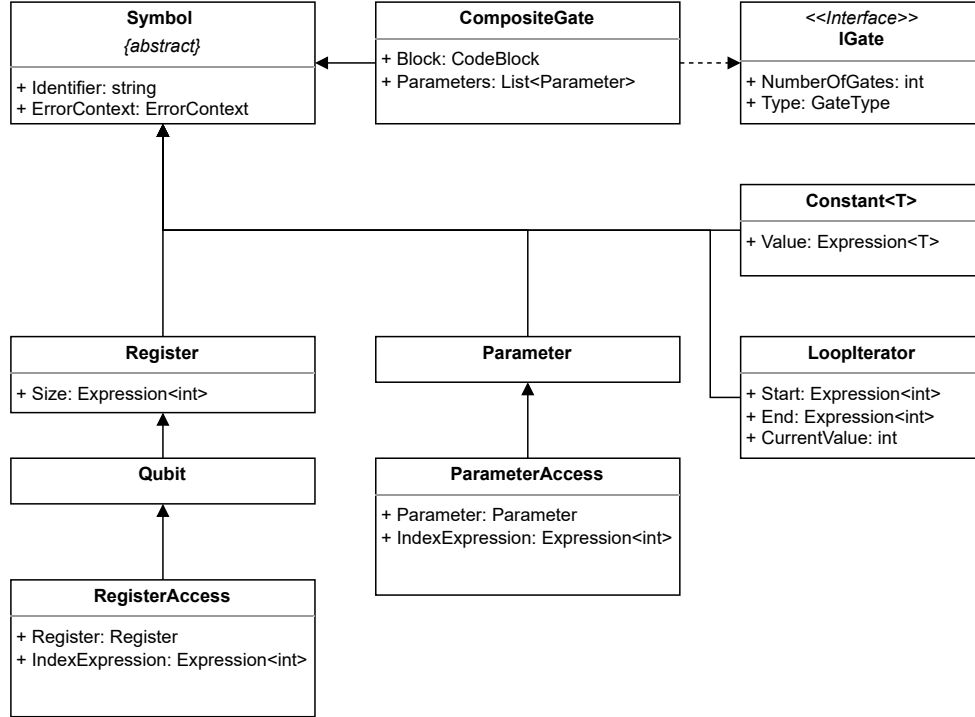 Symbol
{abstract}
+ Identifier: string
+ ErrorContext: ErrorContext
CompositeGate
+ Block: CodeBlock
+ Parameters: List<Parameter>
<<Interface>>
IGate
+ NumberOfGates: int
+ Type: GateType
Constant<T>
+ Value: Expression<T>
Register
+ Size: Expression<int>
Parameter
LoopIterator
+ Start: Expression<int>
+ End: Expression<int>
+ CurrentValue: int
Qubit
ParameterAccess
+ Parameter: Parameter
+ IndexExpression: Expression<int>
RegisterAccess
+ Register: Register
+ IndexExpression: Expression<int>